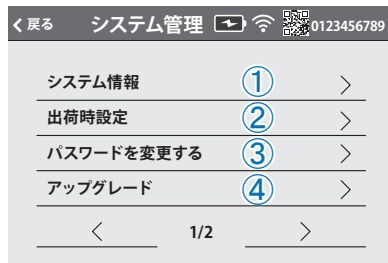 < 戻る システム管理 0123456789
システム情報 ① >
出荷時設定 ② >
パスワードを変更する ③ >
アップグレード ④ >
< 1/2 >